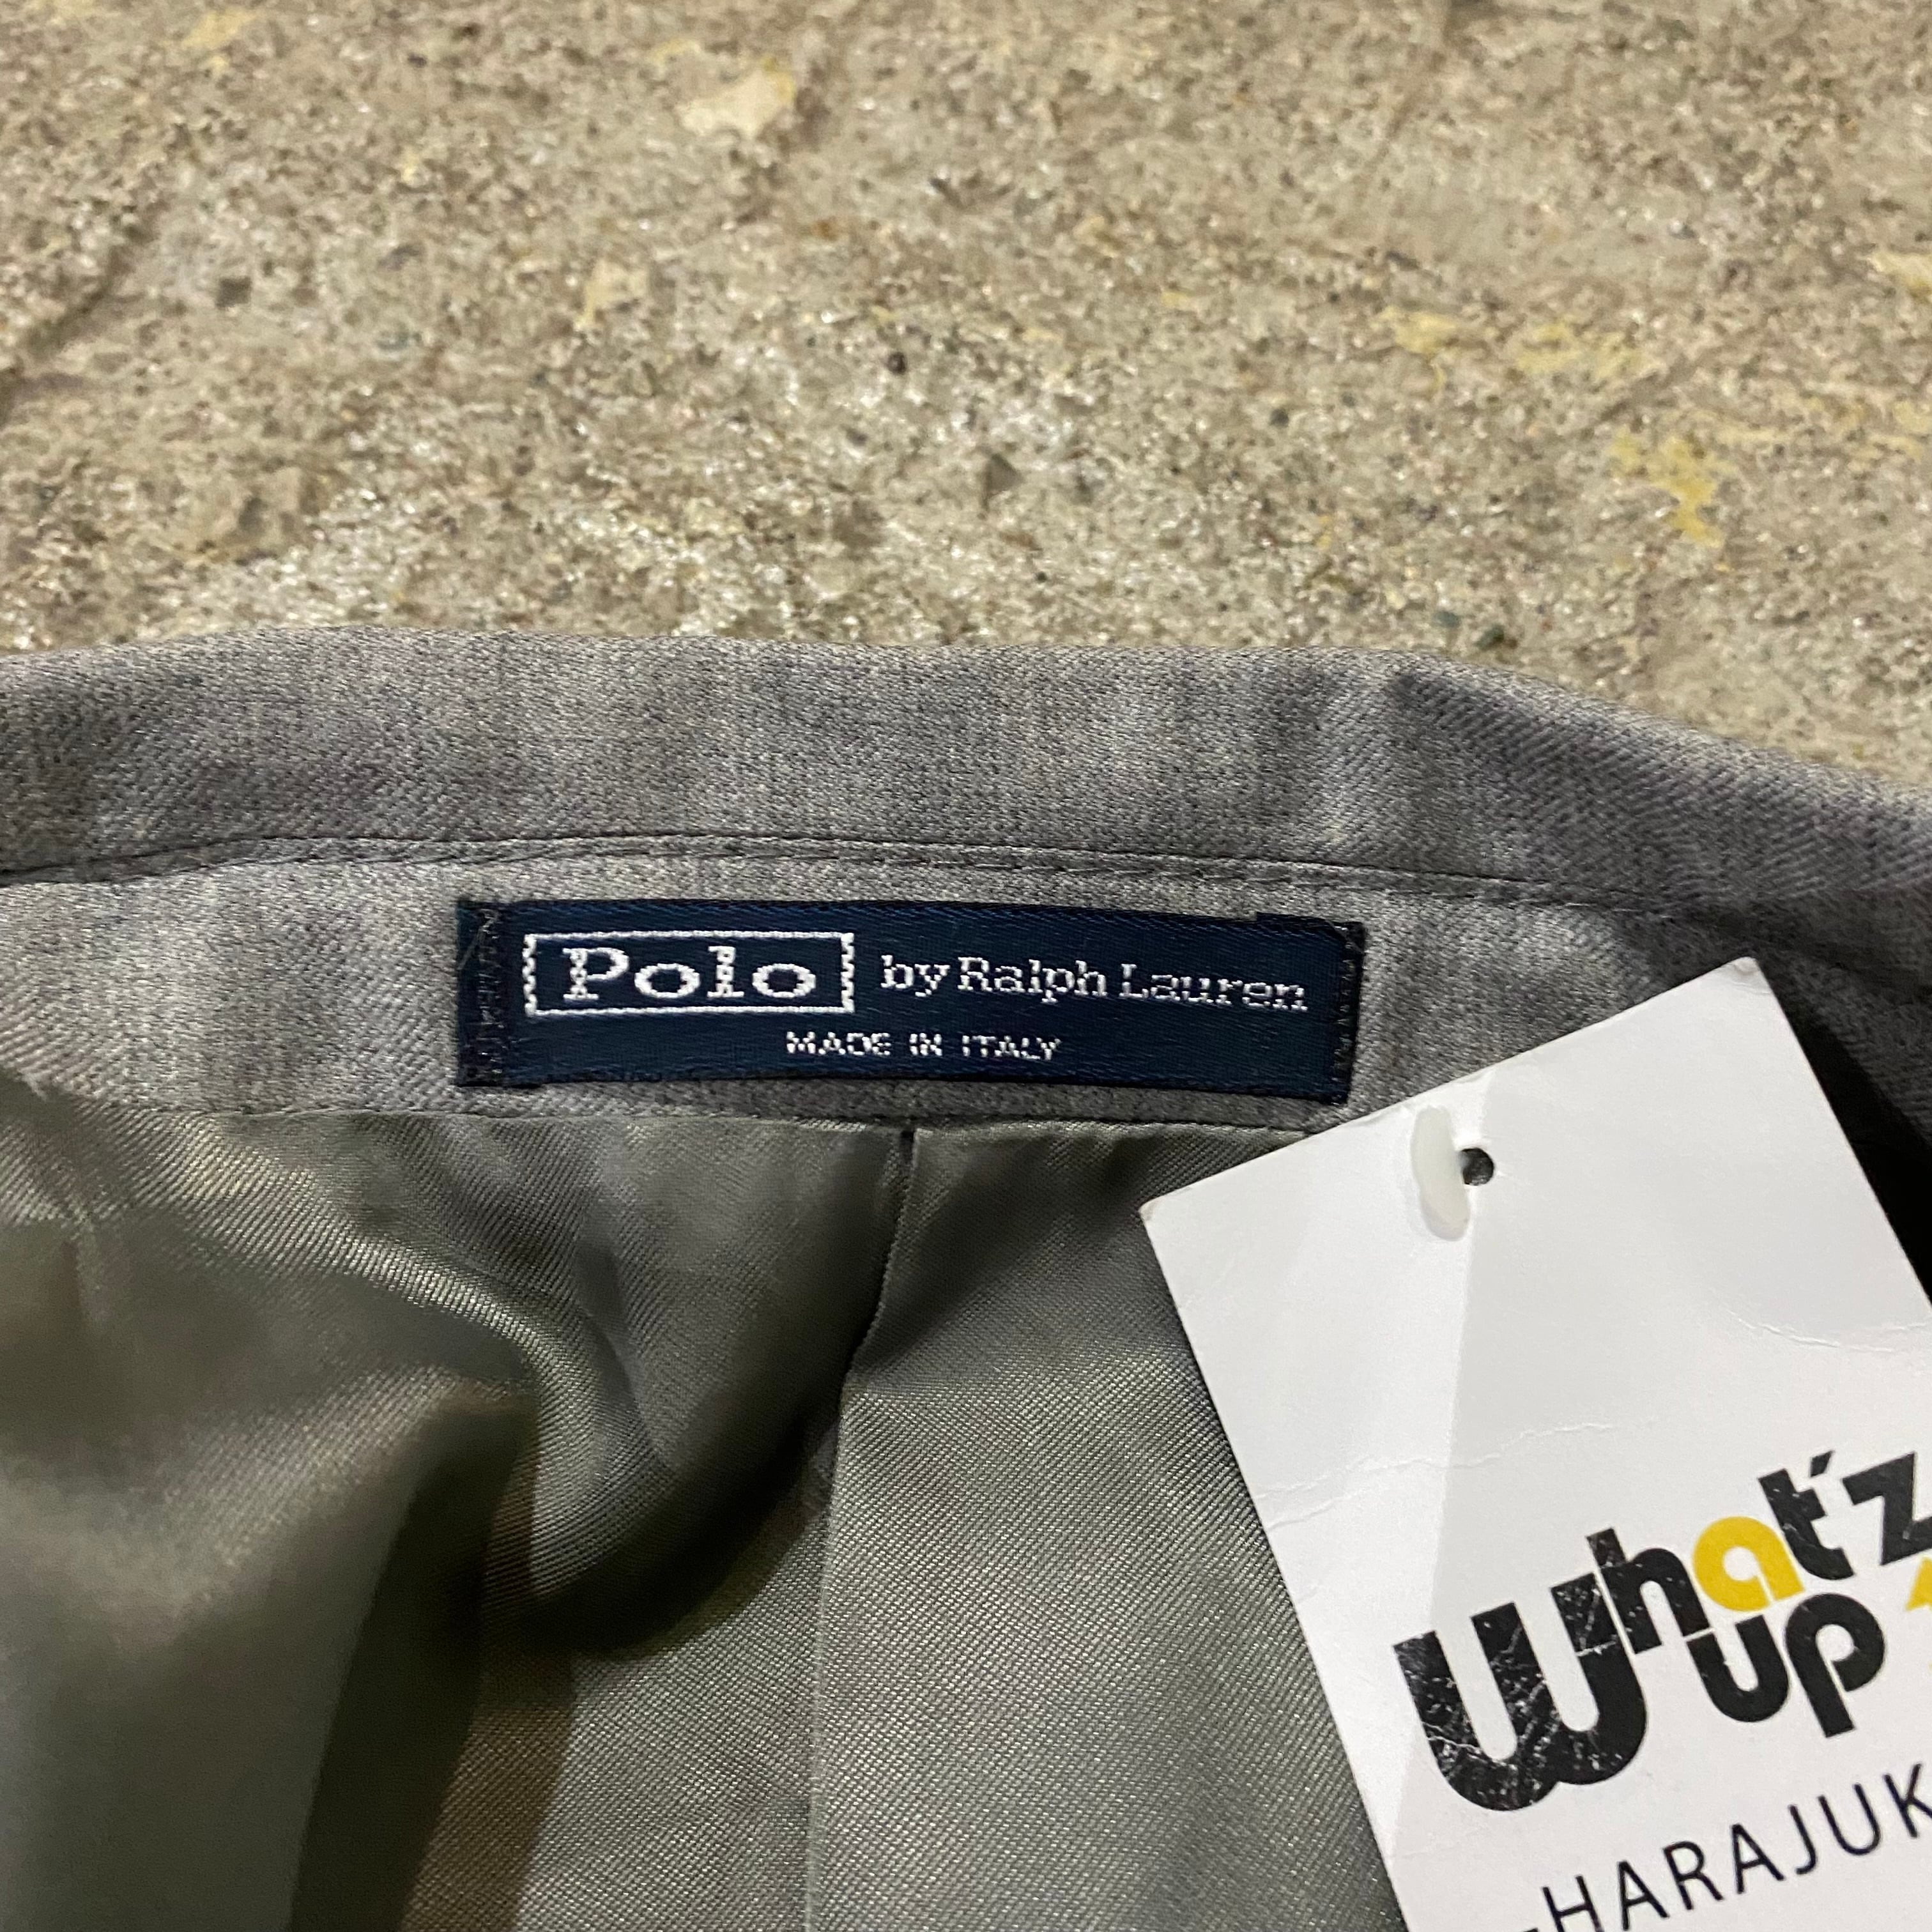 Polo by Ralph Lauren
MADE IN ITALY
What'z
up
HARAJUK